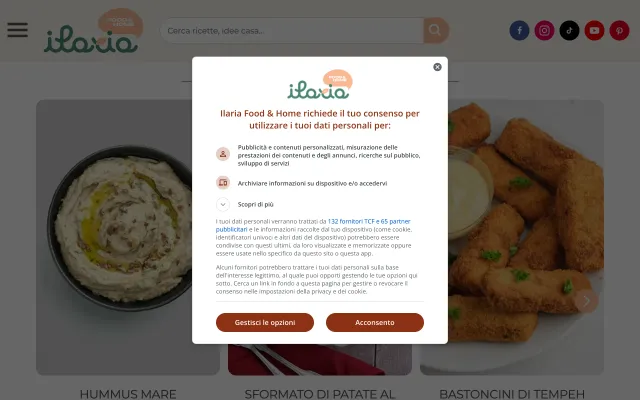 ilaria
FOOD &
HOME
Cerca ricette, idee casa...
ilaria
Ilaria Food & Home richiede il tuo consenso per
utilizzare i tuoi dati personali per:
Pubblicità e contenuti personalizzati, misurazione delle
prestazioni dei contenuti e degli annunci, ricerche sul pubblico,
sviluppo di servizi
Archiviare informazioni su dispositivo e/o accedervi
Scopri di più
I tuoi dati personali verranno trattati da 132 fornitori TCF e 65 partner
pubblicitari e le informazioni raccolte dal tuo dispositivo (come cookie,
identificatori univoci e altri dati del dispositivo) potrebbero essere
condivise con questi ultimi, da loro visualizzate e memorizzate oppure
essere usate nello specifico da questo sito o questa app.
Alcuni fornitori potrebbero trattare i tuoi dati personali sulla base
dell'interesse legittimo, al quale puoi opporti gestendo le tue opzioni qui
sotto. Cerca un link in fondo a questa pagina per gestire o revocare il
consenso nelle impostazioni della privacy e dei cookie.
Gestisci le opzioni
Acconsento
HUMMUS MARE
SFORMATO DI PATATE AL
BASTONCINI DI TEMPEH